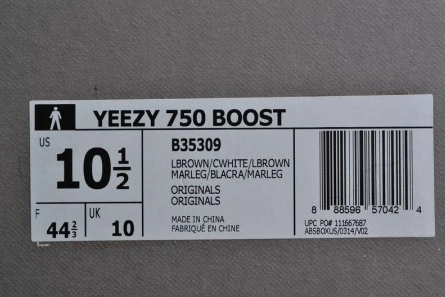 YEEZY 750 BOOST
US
10 1/2
F
44 2/3
UK
10
B35309
LBROWN/CWHITE/LBROWN
MARLEG/BLACRA/MARLEG
ORIGINALS
ORIGINALS
MADE IN CHINA
FABRIQUÉ EN CHINE
8 88596 57042 4
UPC PO# 111667687
ABSBOXUS/0314/V02